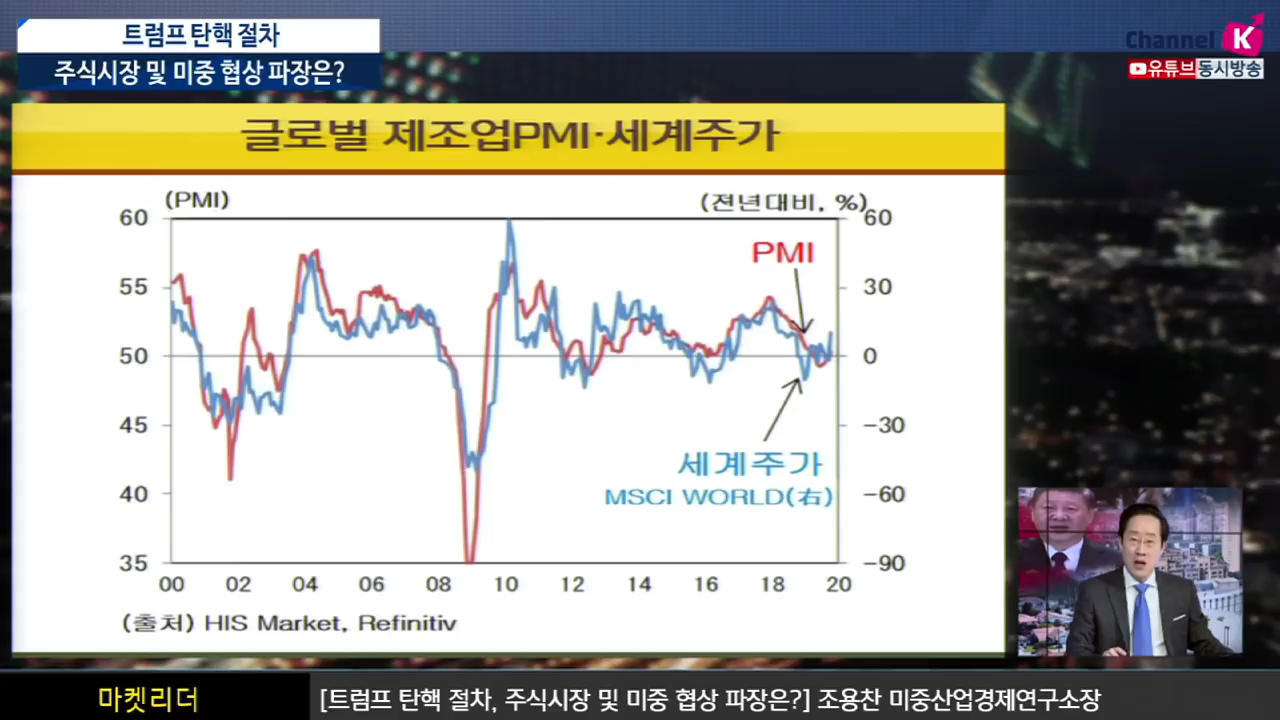 트럼프 탄핵 절차
주식시장 및 미중 협상 파장은?
Channel K
유튜브동시방송
글로벌 제조업PMI·세계주가
(PMI)
(젼년대비, %)
60
55
50
45
40
35
60
30
0
−30
−60
−90
PMI
세계주가
MSCI WORLD(右)
00 02 04 06 08 10 12 14 16 18 20
(출처) HIS Market, Refinitiv
마켓리더
[트럼프 탄핵 절차, 주식시장 및 미중 협상 파장은?] 조용찬 미중산업경제연구소장